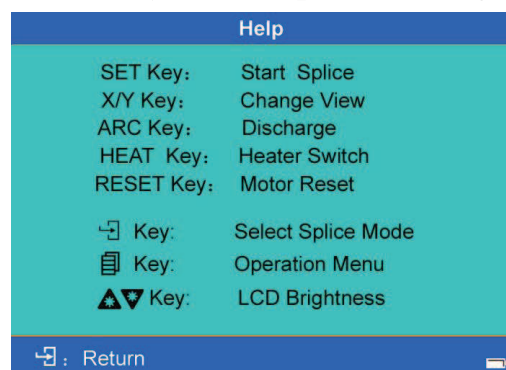 Help
SET Key： Start Splice
X/Y Key： Change View
ARC Key： Discharge
HEAT Key： Heater Switch
RESET Key： Motor Reset
Key: Select Splice Mode
Key: Operation Menu
Key: LCD Brightness
： Return